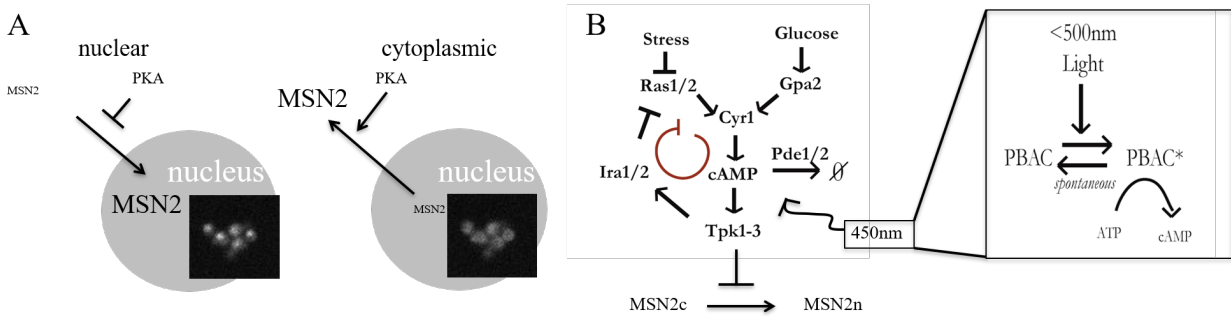 A
nuclear
MSN2
PKA
nucleus
MSN2
cytoplasmic
PKA
MSN2
nucleus
MSN2
B
Stress
Glucose
Ras1/2
Gpa2
Cyr1
Ira1/2
cAMP
Pde1/2
Ø
Tpk1-3
450nm
MSN2c
MSN2n
<500nm
Light
PBAC
PBAC*
spontaneous
ATP
cAMP